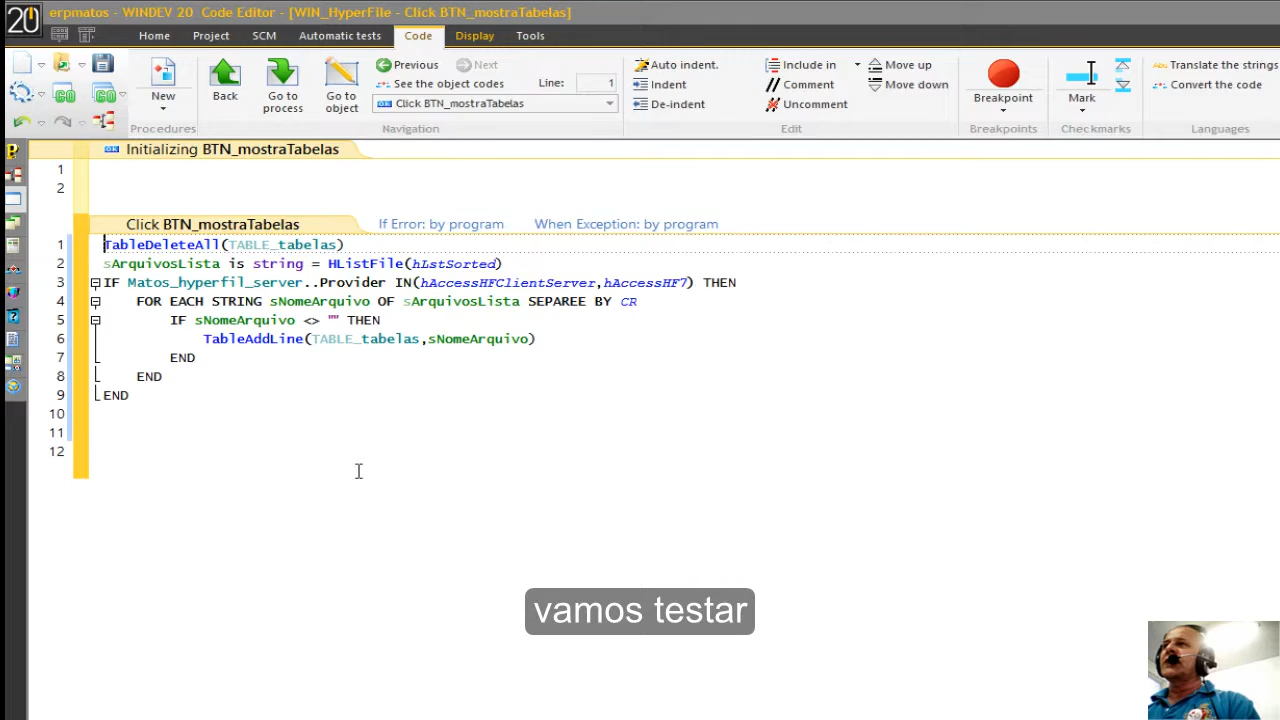 20 erpmatos - WINDEV 20 Code Editor - [WIN_HyperFile - Click BTN_mostraTabelas]
Home Project SCM Automatic tests Code Display Tools
New
Procedures
Back
Go to process
Go to object
Previous Next
See the object codes Line: 1
Click BTN_mostraTabelas
Navigation
Auto indent.
Indent
De-indent
Include in
// Comment
Uncomment
Move up
Move down
Edit
Breakpoint
Breakpoints
Mark
Checkmarks
Translate the strings
Convert the code
Languages
Initializing BTN_mostraTabelas
1
2
Click BTN_mostraTabelas If Error: by program When Exception: by program
1 TableDeleteAll(TABLE_tabelas)
2 sArquivosLista is string = HListFile(hLstSorted)
3 IF Matos_hyperfil_server..Provider IN(hAccessHFClientServer,hAccessHF7) THEN
4 FOR EACH STRING sNomeArquivo OF sArquivosLista SEPAREE BY CR
5 IF sNomeArquivo <> "" THEN
6 TableAddLine(TABLE_tabelas,sNomeArquivo)
7 END
8 END
9 END
10
11
12
vamos testar